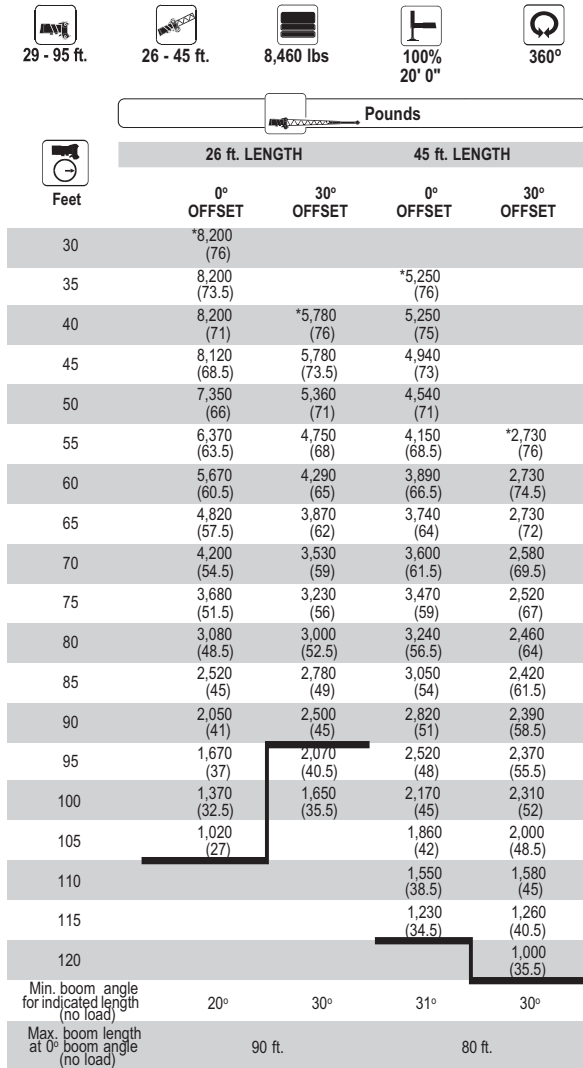 29 - 95 ft. 26 - 45 ft. 8,460 lbs 100% 360º
20' 0"
Pounds
Feet
26 ft. LENGTH 45 ft. LENGTH
0º 30º 0º 30º
OFFSET OFFSET OFFSET OFFSET
30 *8,200
(76)
35 8,200 *5,250
(73.5) (76)
40 8,200 *5,780 5,250
(71) (76) (75)
45 8,120 5,780 4,940
(68.5) (73.5) (73)
50 7,350 5,360 4,540
(66) (71) (71)
55 6,370 4,750 4,150 *2,730
(63.5) (68) (68.5) (76)
60 5,670 4,290 3,890 2,730
(60.5) (65) (66.5) (74.5)
65 4,820 3,870 3,740 2,730
(57.5) (62) (64) (72)
70 4,200 3,530 3,600 2,580
(54.5) (59) (61.5) (69.5)
75 3,680 3,230 3,470 2,520
(51.5) (56) (59) (67)
80 3,080 3,000 3,240 2,460
(48.5) (52.5) (56.5) (64)
85 2,520 2,780 3,050 2,420
(45) (49) (54) (61.5)
90 2,050 2,500 2,820 2,390
(41) (45) (51) (58.5)
95 1,670 2,070 2,520 2,370
(37) (40.5) (48) (55.5)
100 1,370 1,650 2,170 2,310
(32.5) (35.5) (45) (52)
105 1,020 1,860 2,000
(27) (42) (48.5)
110 1,550 1,580
(38.5) (45)
115 1,230 1,260
(34.5) (40.5)
120 1,000
(35.5)
Min. boom angle
for indicated length 20º 30º 31º 30º
(no load)
Max. boom length
at 0º boom angle 90 ft. 80 ft.
(no load)